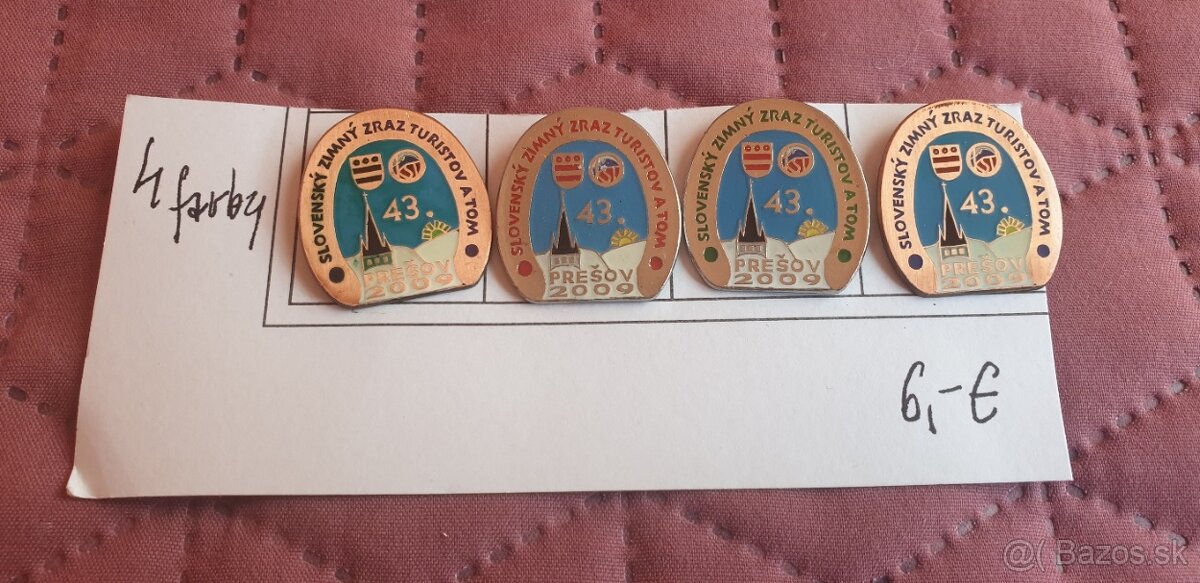 4 farby
SLOVENSKÝ ZIMNÝ ZRAZ TURISTOV A TOM
43.
PREŠOV
2009
SLOVENSKÝ ZIMNÝ ZRAZ TURISTOV A TOM
43.
PREŠOV
2009
SLOVENSKÝ ZIMNÝ ZRAZ TURISTOV A TOM
43.
PREŠOV
2009
SLOVENSKÝ ZIMNÝ ZRAZ TURISTOV A TOM
43.
PREŠOV
2009
6,-€
@( Bazos.sk